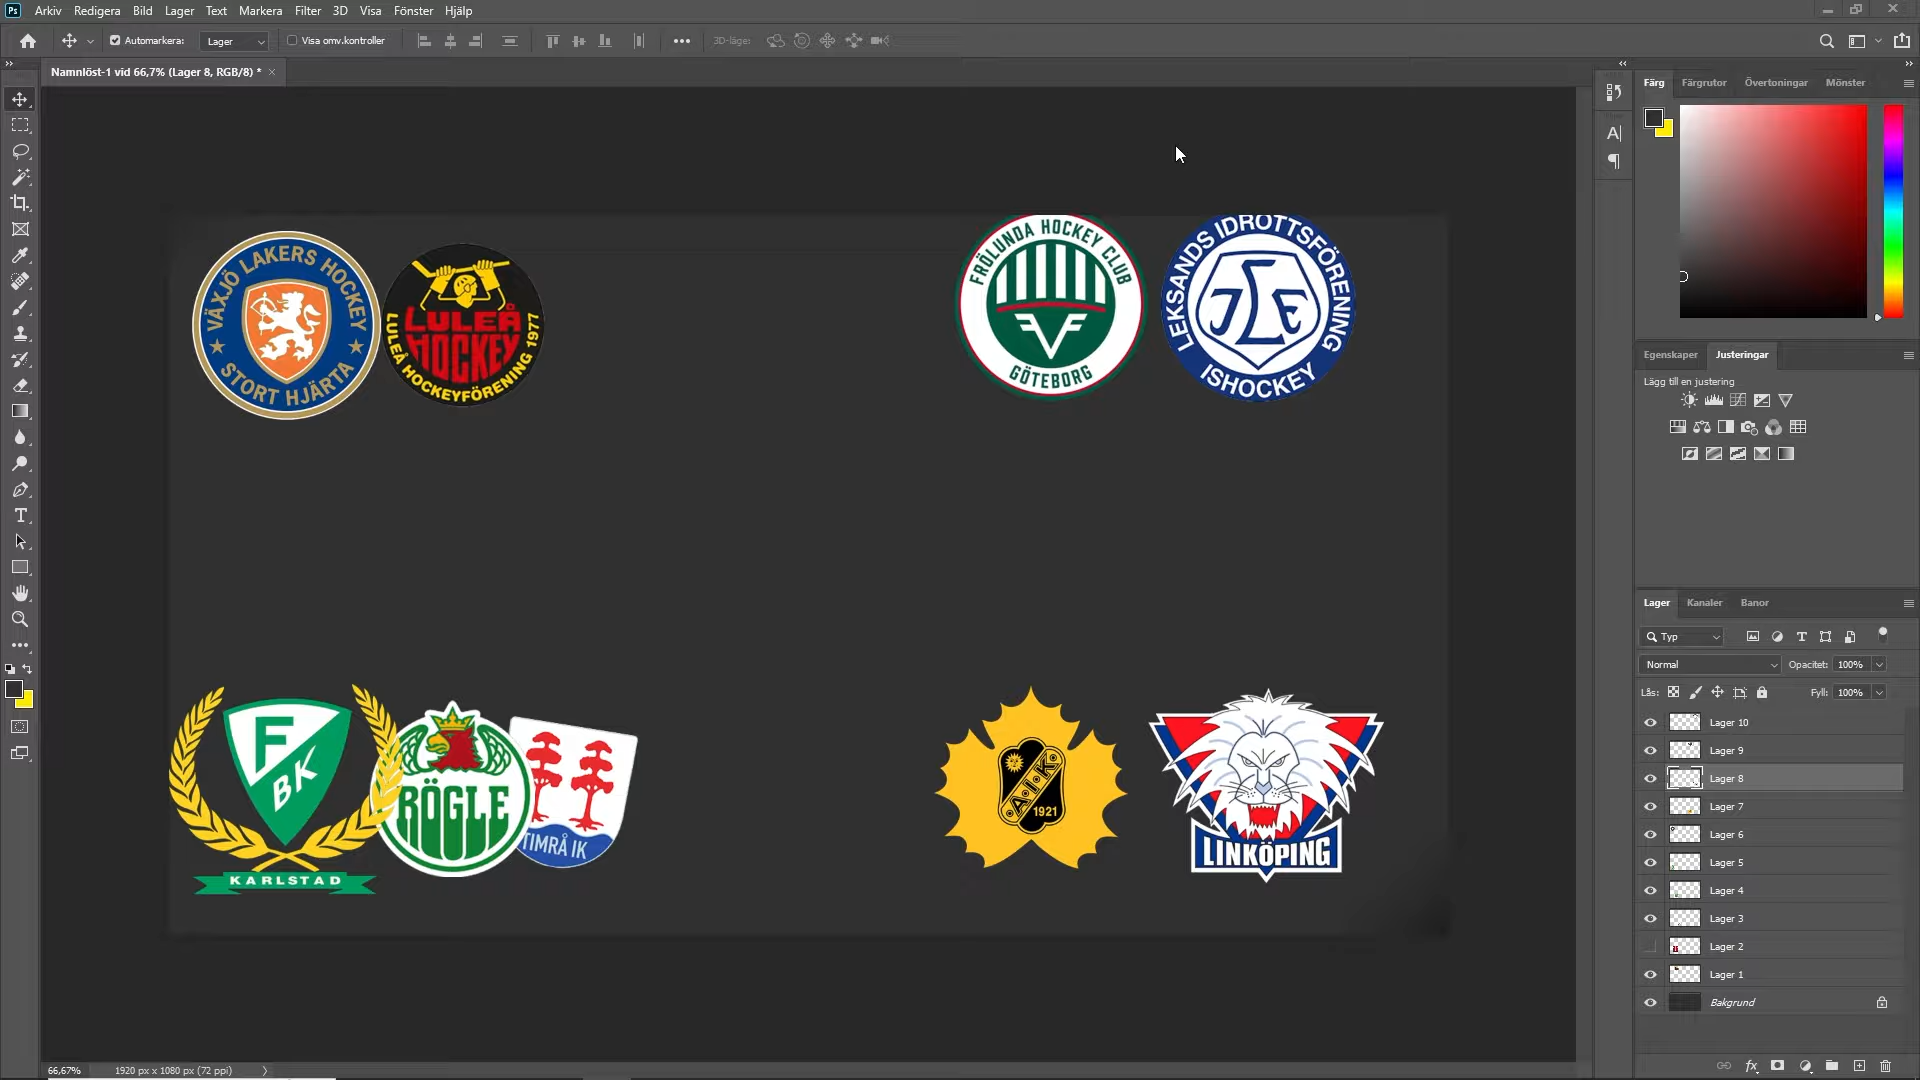 Ps Arkiv Redigera Bild Lager Text Markera Filter 3D Visa Fönster Hjälp
Automarkera: Lager Visa omv.kontroller 3D-läge:
Namnlöst-1 vid 66,7% (Lager 8, RGB/8) *
Färg Färgrutor Övertoningar Mönster
VÄXJÖ LAKERS HOCKEY
STORT HJÄRTA
LULEÅ
HOCKEY
LULEÅ HOCKEYFÖRENING 1977
FRÖLUNDA HOCKEY CLUB
GÖTEBORG
LEKSANDS IDROTTSFÖRENING
ISHOCKEY
Egenskaper Justeringar
Lägg till en justering
F
BK
KARLSTAD
RÖGLE
TIMRÅ IK
A.I.K
1921
LINKÖPING
Lager Kanaler Banor
Typ
Normal Opacitet: 100%
Lås: Fyll: 100%
Lager 10
Lager 9
Lager 8
Lager 7
Lager 6
Lager 5
Lager 4
Lager 3
Lager 2
Lager 1
Bakgrund
66,67% 1920 px x 1080 px (72 ppi)